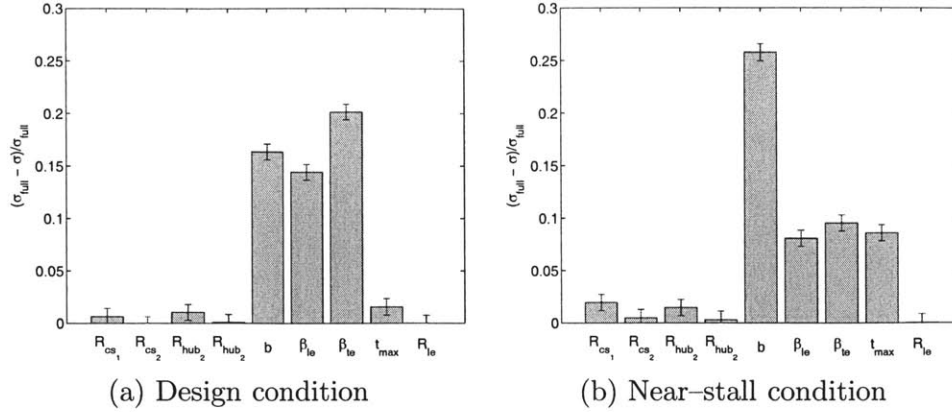 0.3
0.25
0.2
0.15
0.1
0.05
0
(σfull − σ)/σfull
Rcs1 Rcs2 Rhub2 Rhub2 b βle βte tmax Rle
(a) Design condition
0.3
0.25
0.2
0.15
0.1
0.05
0
(σfull − σ)/σfull
Rcs1 Rcs2 Rhub2 Rhub2 b βle βte tmax Rle
(b) Near–stall condition